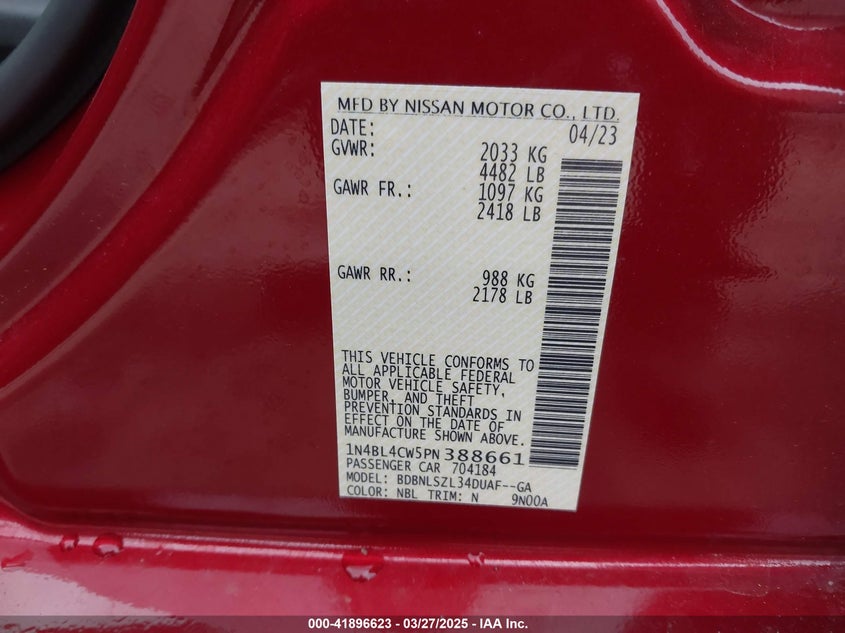 MFD BY NISSAN MOTOR CO., LTD.
DATE: 04/23
GVWR: 2033 KG
4482 LB
GAWR FR.: 1097 KG
2418 LB
GAWR RR.: 988 KG
2178 LB
THIS VEHICLE CONFORMS TO
ALL APPLICABLE FEDERAL
MOTOR VEHICLE SAFETY,
BUMPER, AND THEFT
PREVENTION STANDARDS IN
EFFECT ON THE DATE OF
MANUFACTURE SHOWN ABOVE.
1N4BL4CW5PN388661
PASSENGER CAR 704184
MODEL: BDBNLSZL34DUAF--GA
COLOR: NBL TRIM: N 9N00A
000-41896623 - 03/27/2025 - IAA Inc.